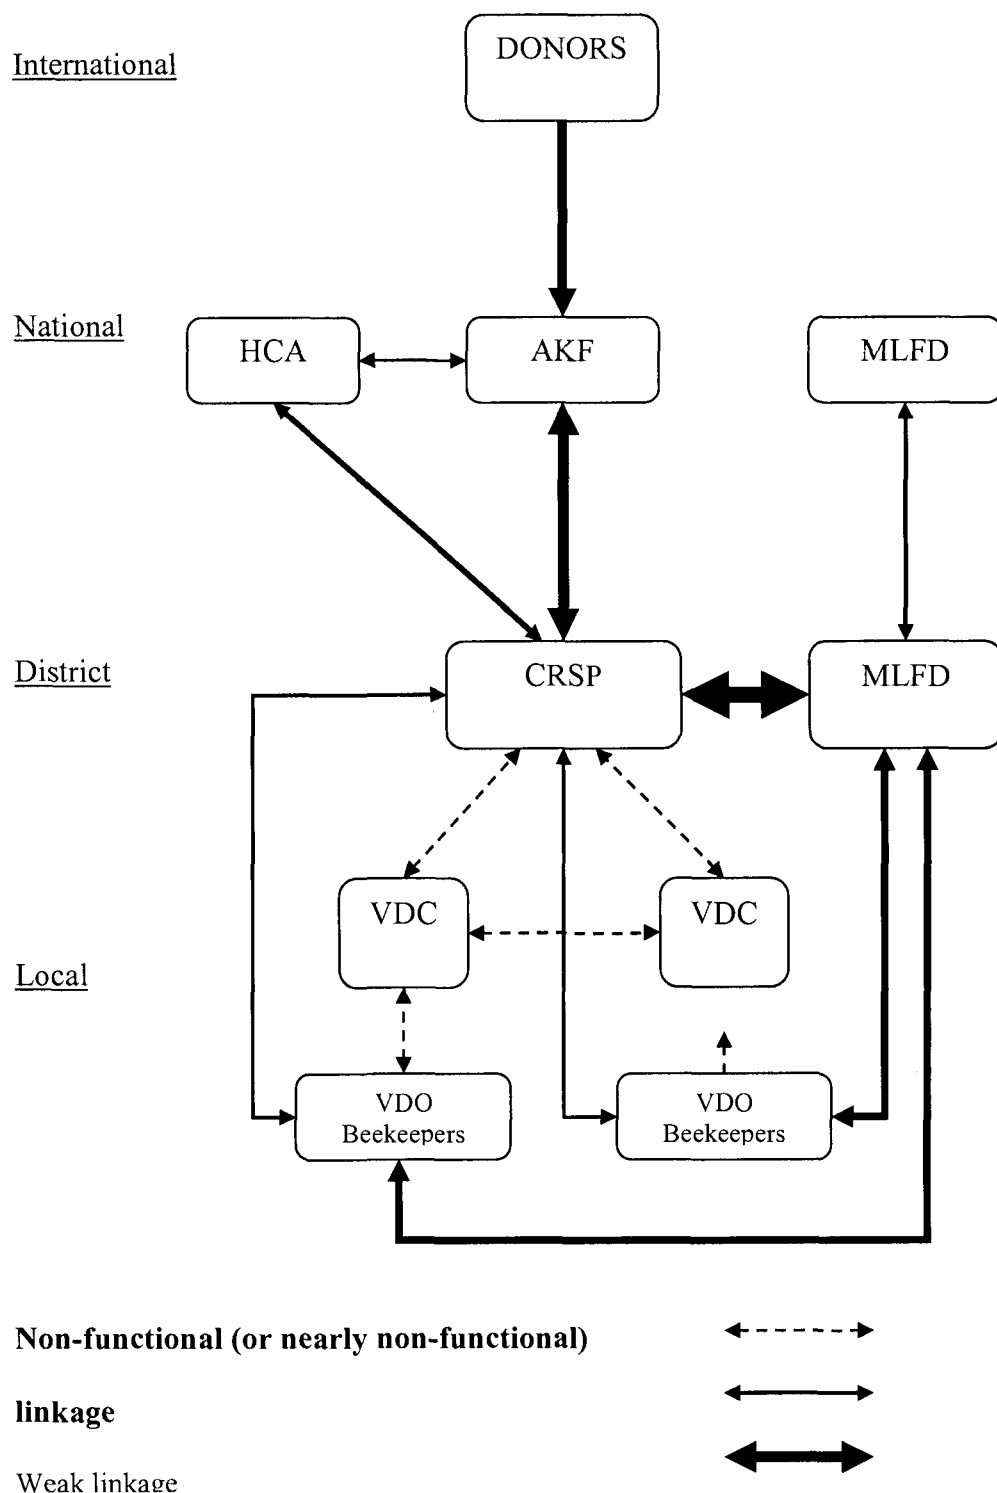 International
DONORS
National
HCA
AKF
MLFD
District
CRSP
MLFD
VDC
VDC
Local
VDO
Beekeepers
VDO
Beekeepers
Non-functional (or nearly non-functional)
linkage
Weak linkage